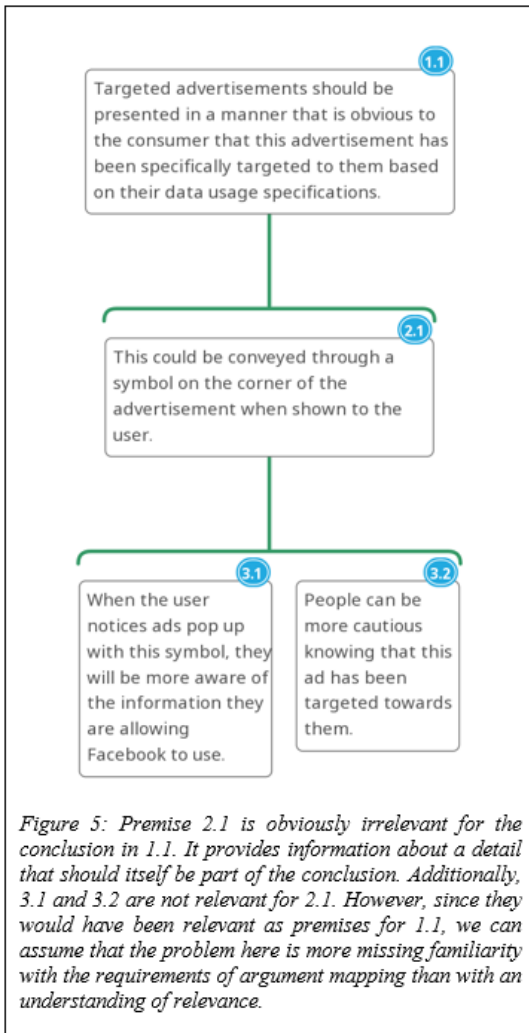 1.1
Targeted advertisements should be
presented in a manner that is obvious to
the consumer that this advertisement has
been specifically targeted to them based
on their data usage specifications.
2.1
This could be conveyed through a
symbol on the corner of the
advertisement when shown to the
user.
3.1
When the user
notices ads pop up
with this symbol, they
will be more aware of
the information they
are allowing
Facebook to use.
3.2
People can be
more cautious
knowing that this
ad has been
targeted towards
them.
Figure 5: Premise 2.1 is obviously irrelevant for the
conclusion in 1.1. It provides information about a detail
that should itself be part of the conclusion. Additionally,
3.1 and 3.2 are not relevant for 2.1. However, since they
would have been relevant as premises for 1.1, we can
assume that the problem here is more missing familiarity
with the requirements of argument mapping than with an
understanding of relevance.